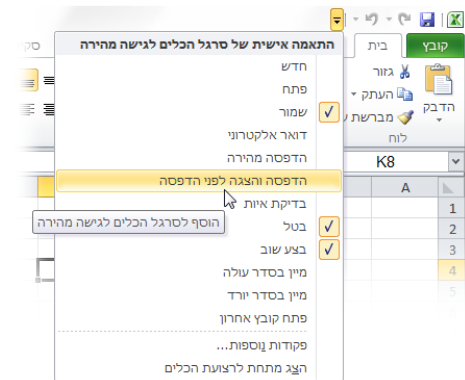 קובץ
בית
גזור
העתק
מברשת
הדבק
לוח
K8
A
1
2
3
4
5
התאמה אישית של סרגל הכלים לגישה מהירה
חדש
פתח
שמור
דואר אלקטרוני
הדפסה מהירה
הדפסה והצגה לפני הדפסה
בדיקת איות
בטל
בצע שוב
מיין בסדר עולה
מיין בסדר יורד
פתח קובץ אחרון
פקודות נוספות...
הצג מתחת לרצועת הכלים
הוסף לסרגל הכלים לגישה מהירה